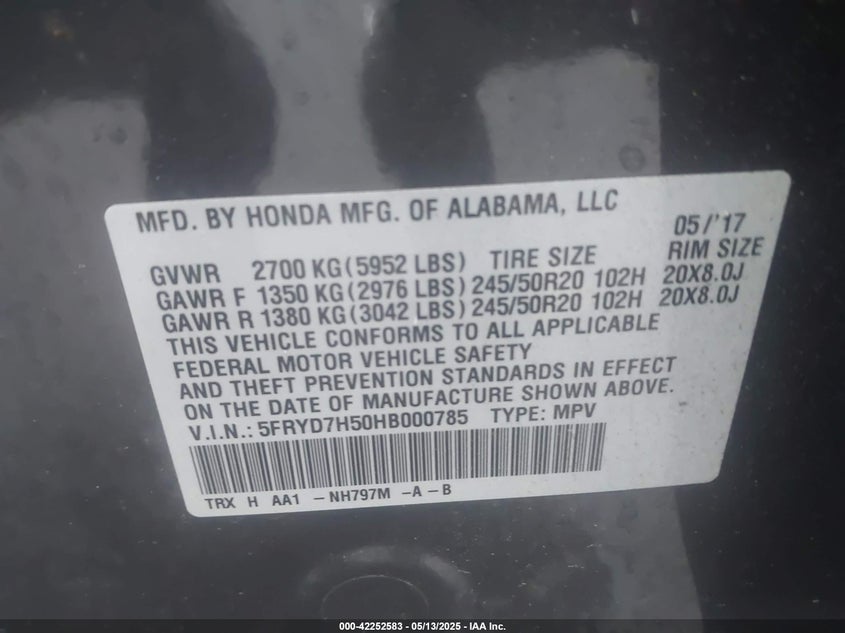 MFD. BY HONDA MFG. OF ALABAMA, LLC
05/'17
GVWR 2700 KG (5952 LBS) TIRE SIZE RIM SIZE
GAWR F 1350 KG (2976 LBS) 245/50R20 102H 20X8.0J
GAWR R 1380 KG (3042 LBS) 245/50R20 102H 20X8.0J
THIS VEHICLE CONFORMS TO ALL APPLICABLE
FEDERAL MOTOR VEHICLE SAFETY
AND THEFT PREVENTION STANDARDS IN EFFECT
ON THE DATE OF MANUFACTURE SHOWN ABOVE.
V.I.N.: 5FRYD7H50HB000785 TYPE: MPV
TRX H AA1 -NH797M -A -B
000-42252583 - 05/13/2025 - IAA Inc.